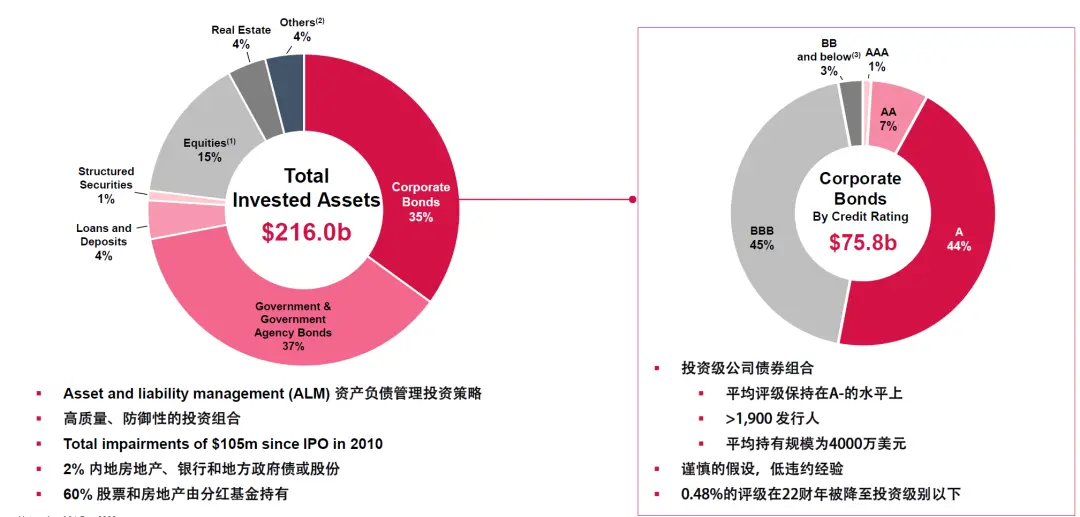 Others(2)
4%
Real Estate
4%
Equities(1)
15%
Structured
Securities
1%
Loans and
Deposits
4%
Government &
Government
Agency Bonds
37%
Corporate
Bonds
35%
Total
Invested Assets
$216.0b
▪ Asset and liability management (ALM) 资产负债管理投资策略
▪ 高质量、防御性的投资组合
▪ Total impairments of $105m since IPO in 2010
▪ 2% 内地房地产、银行和地方政府债或股份
▪ 60% 股票和房地产由分红基金持有
BB
and below(3)
3%
AAA
1%
AA
7%
A
44%
BBB
45%
Corporate
Bonds
By Credit Rating
$75.8b
▪ 投资级公司债券组合
▪ 平均评级保持在A-的水平上
▪ >1,900 发行人
▪ 平均持有规模为4000万美元
▪ 谨慎的假设，低违约经验
▪ 0.48%的评级在22财年被降至投资级别以下